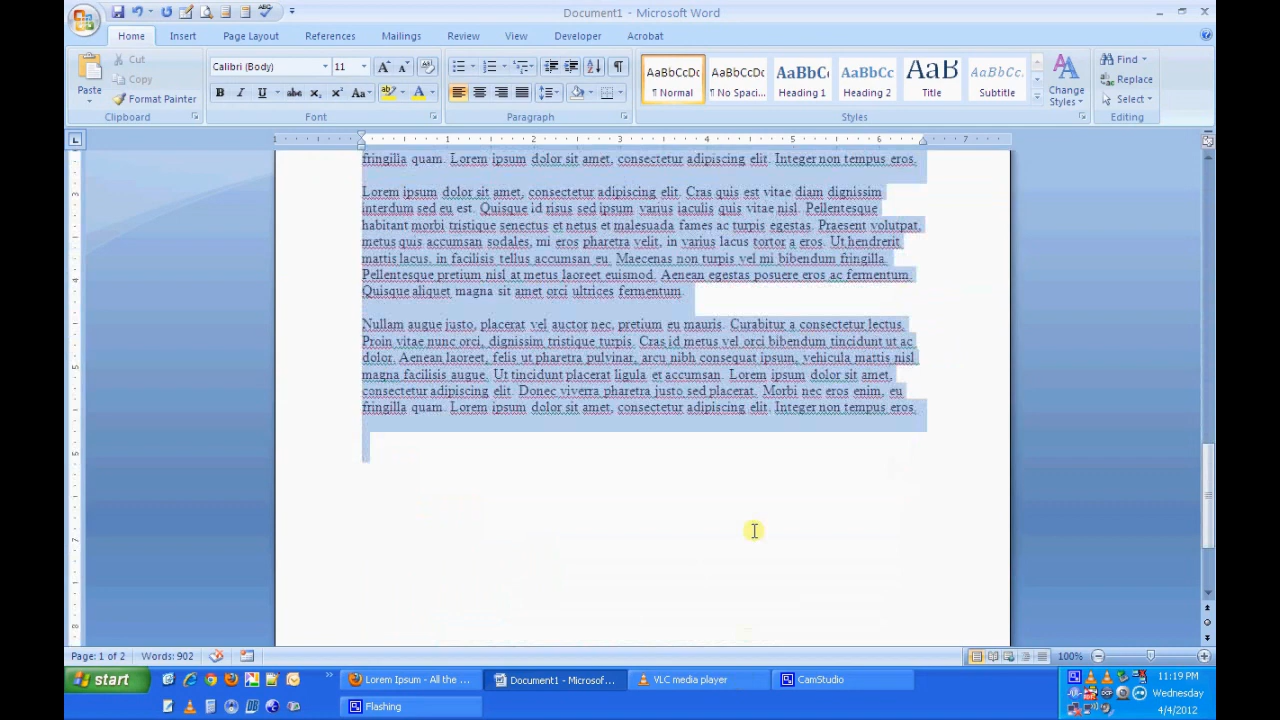 Document1 - Microsoft Word
Home Insert Page Layout References Mailings Review View Developer Acrobat
Paste
Cut
Copy
Format Painter
Clipboard
Calibri (Body) 11
B I U abc x₂ x² Aa
Font
Paragraph
AaBbCcDc AaBbCcDc AaBbC AaBbCc AaB AaBbCc.
¶ Normal ¶ No Spaci... Heading 1 Heading 2 Title Subtitle
Change Styles
Styles
Find
Replace
Select
Editing
1 1 2 3 4 5 6 7
fringilla quam. Lorem ipsum dolor sit amet, consectetur adipiscing elit. Integer non tempus eros.
Lorem ipsum dolor sit amet, consectetur adipiscing elit. Cras quis est vitae diam dignissim
interdum sed eu est. Quisque id risus sed ipsum varius iaculis quis vitae nisl. Pellentesque
habitant morbi tristique senectus et netus et malesuada fames ac turpis egestas. Praesent volutpat,
metus quis accumsan sodales, mi eros pharetra velit, in varius lacus tortor a eros. Ut hendrerit
mattis lacus, in facilisis tellus accumsan eu. Maecenas non turpis vel mi bibendum fringilla.
Pellentesque pretium nisl at metus laoreet euismod. Aenean egestas posuere eros ac fermentum.
Quisque aliquet magna sit amet orci ultrices fermentum.
Nullam augue justo, placerat vel auctor nec, pretium eu mauris. Curabitur a consectetur lectus.
Proin vitae nunc orci, dignissim tristique turpis. Cras id metus vel orci bibendum tincidunt ut ac
dolor. Aenean laoreet, felis ut pharetra pulvinar, arcu nibh consequat ipsum, vehicula mattis nisl
magna facilisis augue. Ut tincidunt placerat ligula et accumsan. Lorem ipsum dolor sit amet,
consectetur adipiscing elit. Donec viverra pharetra justo sed placerat. Morbi nec eros enim, eu
fringilla quam. Lorem ipsum dolor sit amet, consectetur adipiscing elit. Integer non tempus eros.
Page: 1 of 2 Words: 902 100%
start
Lorem Ipsum - All the ... Document1 - Microsof... VLC media player CamStudio
Flashing
11:19 PM
Wednesday
4/4/2012